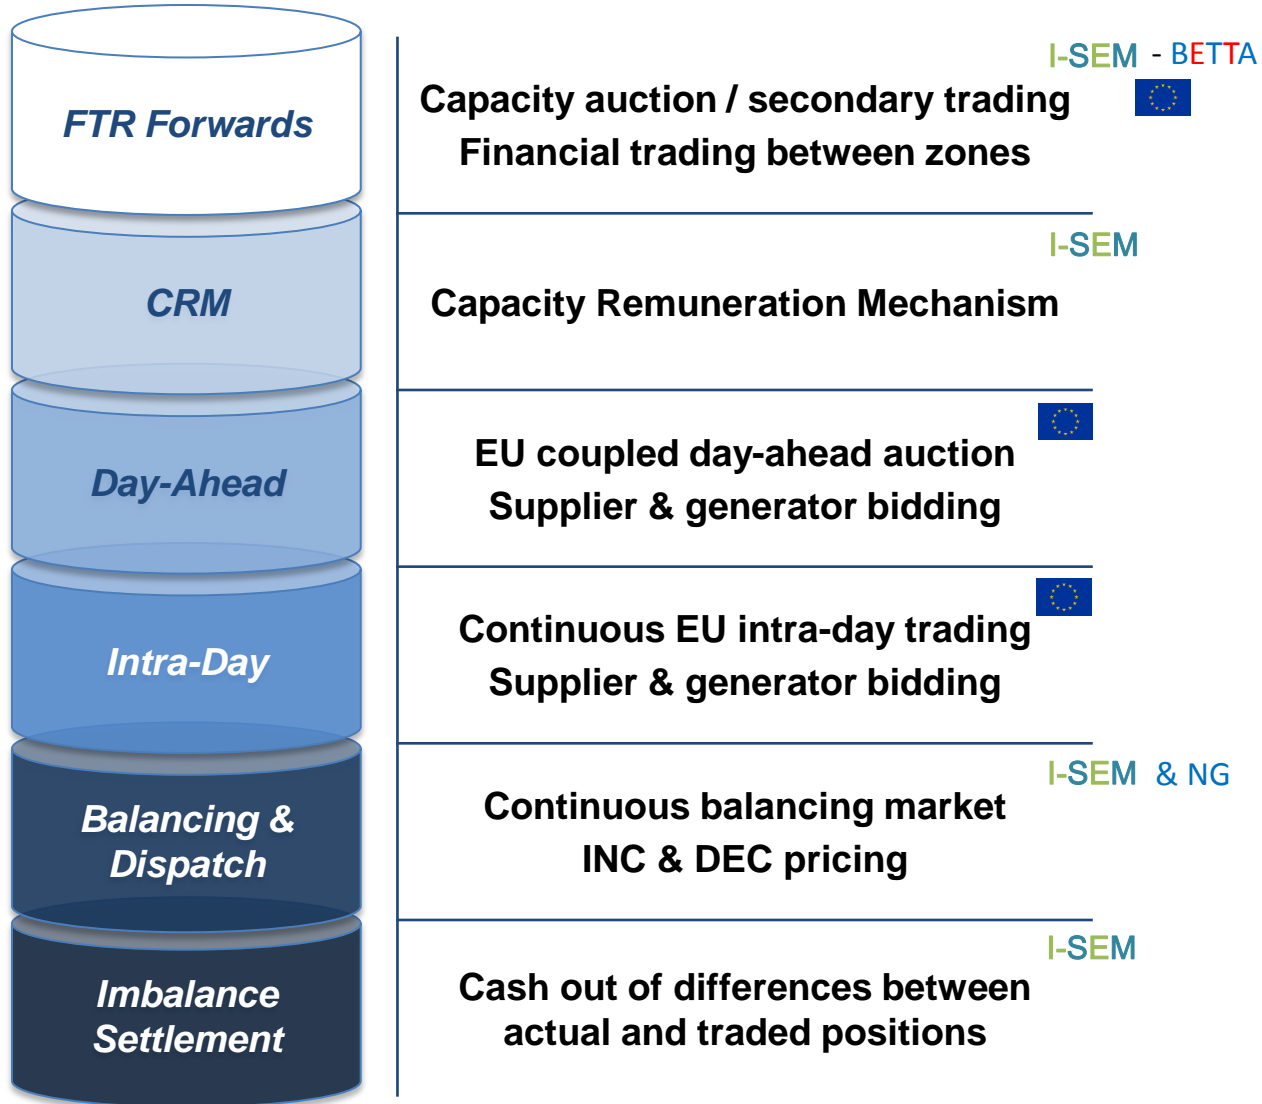 FTR Forwards
I-SEM - BETTA
Capacity auction / secondary trading
Financial trading between zones
CRM
I-SEM
Capacity Remuneration Mechanism
Day-Ahead
EU coupled day-ahead auction
Supplier & generator bidding
Intra-Day
Continuous EU intra-day trading
Supplier & generator bidding
Balancing &
Dispatch
I-SEM & NG
Continuous balancing market
INC & DEC pricing
Imbalance
Settlement
I-SEM
Cash out of differences between
actual and traded positions